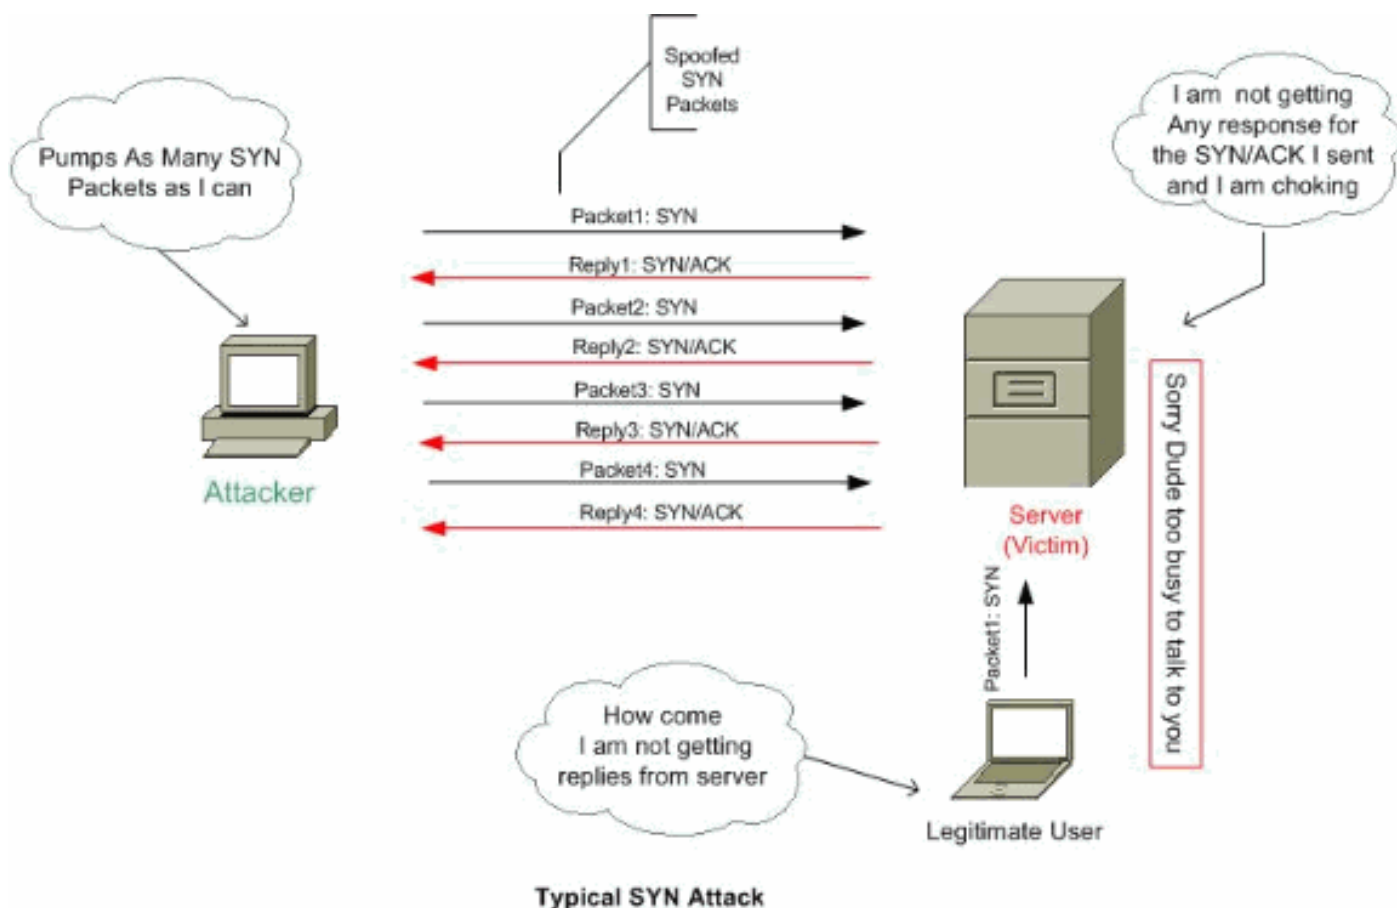 Spoofed
SYN
Packets
Pumps As Many SYN
Packets as I can
I am not getting
Any response for
the SYN/ACK I sent
and I am choking
Packet1: SYN
Reply1: SYN/ACK
Packet2: SYN
Reply2: SYN/ACK
Packet3: SYN
Reply3: SYN/ACK
Packet4: SYN
Reply4: SYN/ACK
Attacker
Server
(Victim)
Sorry Dude too busy to talk to you
Packet1: SYN
How come
I am not getting
replies from server
Legitimate User
Typical SYN Attack